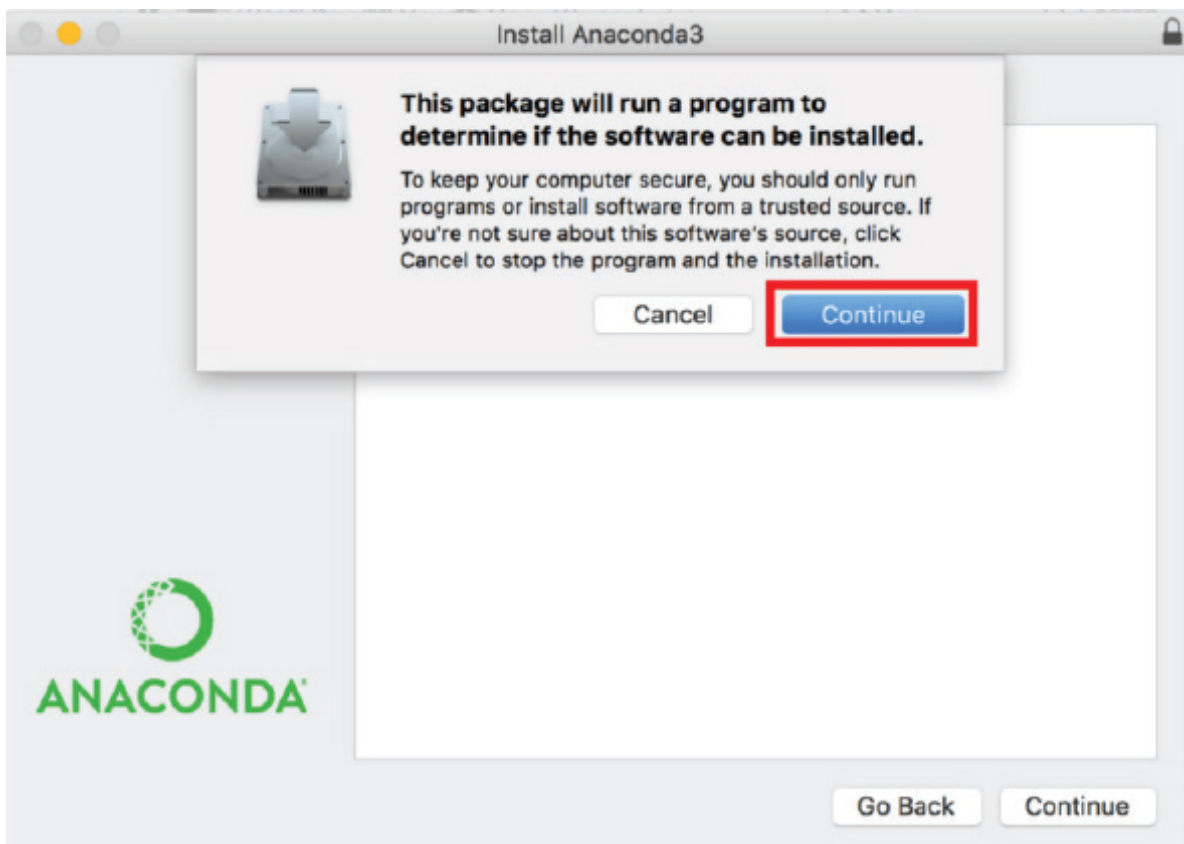 Install Anaconda3
This package will run a program to
determine if the software can be installed.
To keep your computer secure, you should only run
programs or install software from a trusted source. If
you're not sure about this software's source, click
Cancel to stop the program and the installation.
Cancel
Continue
ANACONDA
Go Back
Continue